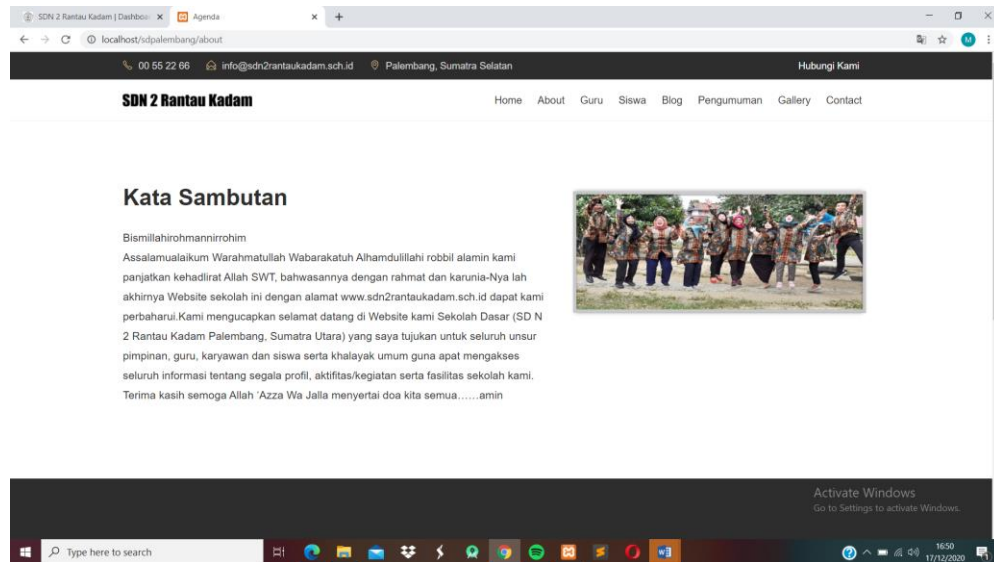 SDN 2 Rantau Kadam | Dashboar
Agenda
localhost/sdpalembang/about
M
00 55 22 66 info@sdn2rantaukadam.sch.id Palembang, Sumatra Selatan Hubungi Kami
SDN 2 Rantau Kadam Home About Guru Siswa Blog Pengumuman Gallery Contact
Kata Sambutan
Bismillahirohmannirrohim
Assalamualaikum Warahmatullah Wabarakatuh Alhamdulillahi robbil alamin kami
panjatkan kehadlirat Allah SWT, bahwasannya dengan rahmat dan karunia-Nya lah
akhirnya Website sekolah ini dengan alamat www.sdn2rantaukadam.sch.id dapat kami
perbaharui.Kami mengucapkan selamat datang di Website kami Sekolah Dasar (SD N
2 Rantau Kadam Palembang, Sumatra Utara) yang saya tujukan untuk seluruh unsur
pimpinan, guru, karyawan dan siswa serta khalayak umum guna apat mengakses
seluruh informasi tentang segala profil, aktifitas/kegiatan serta fasilitas sekolah kami.
Terima kasih semoga Allah 'Azza Wa Jalla menyertai doa kita semua……amin
Activate Windows
Go to Settings to activate Windows.
Type here to search
16:50
17/12/2020